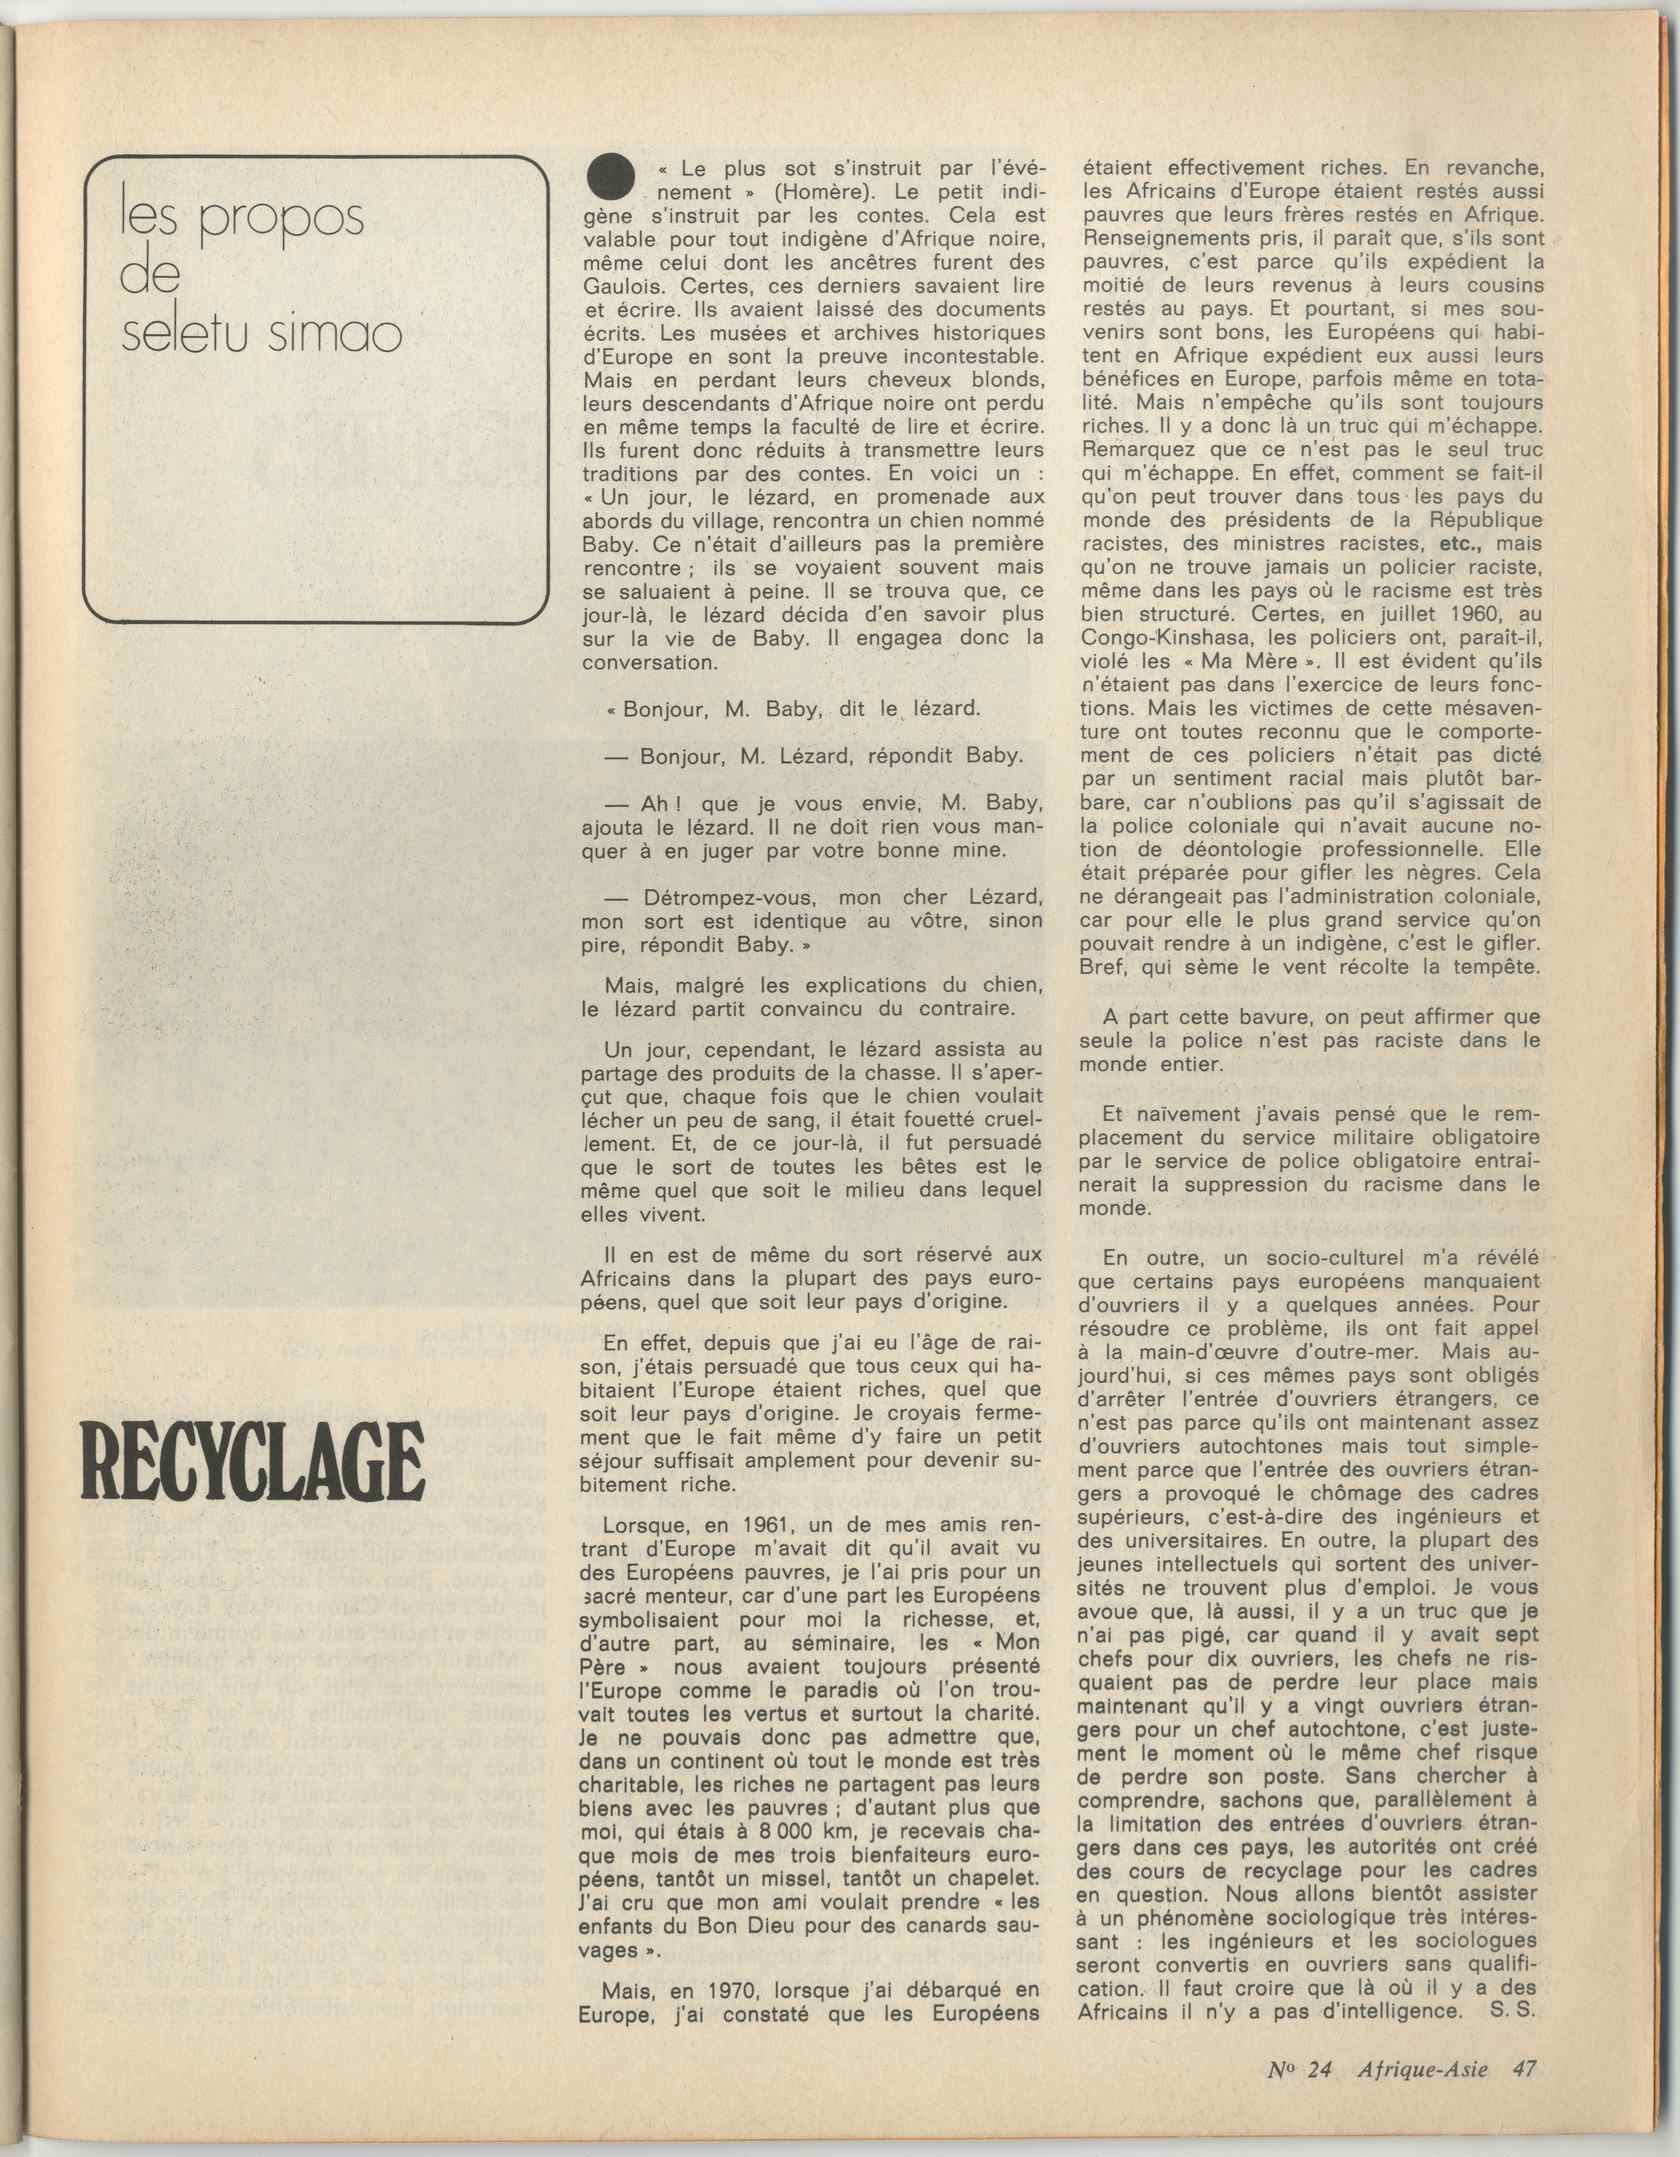 les propos
de
seletu simao
RECYCLAGE
« Le plus sot s'instruit par l'évé-
nement » (Homère). Le petit indi-
gène s'instruit par les contes. Cela est
valable pour tout indigène d'Afrique noire,
même celui dont les ancêtres furent des
Gaulois. Certes, ces derniers savaient lire
et écrire. Ils avaient laissé des documents
écrits. Les musées et archives historiques
d'Europe en sont la preuve incontestable.
Mais en perdant leurs cheveux blonds,
leurs descendants d'Afrique noire ont perdu
en même temps la faculté de lire et écrire.
Ils furent donc réduits à transmettre leurs
traditions par des contes. En voici un :
« Un jour, le lézard, en promenade aux
abords du village, rencontra un chien nommé
Baby. Ce n'était d'ailleurs pas la première
rencontre ; ils se voyaient souvent mais
se saluaient à peine. Il se trouva que, ce
jour-là, le lézard décida d'en savoir plus
sur la vie de Baby. Il engagea donc la
conversation.
« Bonjour, M. Baby, dit le lézard.
— Bonjour, M. Lézard, répondit Baby.
— Ah ! que je vous envie, M. Baby,
ajouta le lézard. Il ne doit rien vous man-
quer à en juger par votre bonne mine.
— Détrompez-vous, mon cher Lézard,
mon sort est identique au vôtre, sinon
pire, répondit Baby. »
Mais, malgré les explications du chien,
le lézard partit convaincu du contraire.
Un jour, cependant, le lézard assista au
partage des produits de la chasse. Il s'aper-
çut que, chaque fois que le chien voulait
lécher un peu de sang, il était fouetté cruel-
lement. Et, de ce jour-là, il fut persuadé
que le sort de toutes les bêtes est le
même quel que soit le milieu dans lequel
elles vivent.
Il en est de même du sort réservé aux
Africains dans la plupart des pays euro-
péens, quel que soit leur pays d'origine.
En effet, depuis que j'ai eu l'âge de rai-
son, j'étais persuadé que tous ceux qui ha-
bitaient l'Europe étaient riches, quel que
soit leur pays d'origine. Je croyais ferme-
ment que le fait même d'y faire un petit
séjour suffisait amplement pour devenir su-
bitement riche.
Lorsque, en 1961, un de mes amis ren-
trant d'Europe m'avait dit qu'il avait vu
des Européens pauvres, je l'ai pris pour un
sacré menteur, car d'une part les Européens
symbolisaient pour moi la richesse, et,
d'autre part, au séminaire, les « Mon
Père » nous avaient toujours présenté
l'Europe comme le paradis où l'on trou-
vait toutes les vertus et surtout la charité.
Je ne pouvais donc pas admettre que,
dans un continent où tout le monde est très
charitable, les riches ne partagent pas leurs
biens avec les pauvres ; d'autant plus que
moi, qui étais à 8 000 km, je recevais cha-
que mois de mes trois bienfaiteurs euro-
péens, tantôt un missel, tantôt un chapelet.
J'ai cru que mon ami voulait prendre « les
enfants du Bon Dieu pour des canards sau-
vages ».
Mais, en 1970, lorsque j'ai débarqué en
Europe, j'ai constaté que les Européens
étaient effectivement riches. En revanche,
les Africains d'Europe étaient restés aussi
pauvres que leurs frères restés en Afrique.
Renseignements pris, il paraît que, s'ils sont
pauvres, c'est parce qu'ils expédient la
moitié de leurs revenus à leurs cousins
restés au pays. Et pourtant, si mes sou-
venirs sont bons, les Européens qui habi-
tent en Afrique expédient eux aussi leurs
bénéfices en Europe, parfois même en tota-
lité. Mais n'empêche qu'ils sont toujours
riches. Il y a donc là un truc qui m'échappe.
Remarquez que ce n'est pas le seul truc
qui m'échappe. En effet, comment se fait-il
qu'on peut trouver dans tous les pays du
monde des présidents de la République
racistes, des ministres racistes, etc., mais
qu'on ne trouve jamais un policier raciste,
même dans les pays où le racisme est très
bien structuré. Certes, en juillet 1960, au
Congo-Kinshasa, les policiers ont, paraît-il,
violé les « Ma Mère ». Il est évident qu'ils
n'étaient pas dans l'exercice de leurs fonc-
tions. Mais les victimes de cette mésaven-
ture ont toutes reconnu que le comporte-
ment de ces policiers n'était pas dicté
par un sentiment racial mais plutôt bar-
bare, car n'oublions pas qu'il s'agissait de
la police coloniale qui n'avait aucune no-
tion de déontologie professionnelle. Elle
était préparée pour gifler les nègres. Cela
ne dérangeait pas l'administration coloniale,
car pour elle le plus grand service qu'on
pouvait rendre à un indigène, c'est le gifler.
Bref, qui sème le vent récolte la tempête.
A part cette bavure, on peut affirmer que
seule la police n'est pas raciste dans le
monde entier.
Et naïvement j'avais pensé que le rem-
placement du service militaire obligatoire
par le service de police obligatoire entraî-
nerait la suppression du racisme dans le
monde.
En outre, un socio-culturel m'a révélé
que certains pays européens manquaient
d'ouvriers il y a quelques années. Pour
résoudre ce problème, ils ont fait appel
à la main-d'œuvre d'outre-mer. Mais au-
jourd'hui, si ces mêmes pays sont obligés
d'arrêter l'entrée d'ouvriers étrangers, ce
n'est pas parce qu'ils ont maintenant assez
d'ouvriers autochtones mais tout simple-
ment parce que l'entrée des ouvriers étran-
gers a provoqué le chômage des cadres
supérieurs, c'est-à-dire des ingénieurs et
des universitaires. En outre, la plupart des
jeunes intellectuels qui sortent des univer-
sités ne trouvent plus d'emploi. Je vous
avoue que, là aussi, il y a un truc que je
n'ai pas pigé, car quand il y avait sept
chefs pour dix ouvriers, les chefs ne ris-
quaient pas de perdre leur place mais
maintenant qu'il y a vingt ouvriers étran-
gers pour un chef autochtone, c'est juste-
ment le moment où le même chef risque
de perdre son poste. Sans chercher à
comprendre, sachons que, parallèlement à
la limitation des entrées d'ouvriers étran-
gers dans ces pays, les autorités ont créé
des cours de recyclage pour les cadres
en question. Nous allons bientôt assister
à un phénomène sociologique très intéres-
sant : les ingénieurs et les sociologues
seront convertis en ouvriers sans qualifi-
cation. Il faut croire que là où il y a des
Africains il n'y a pas d'intelligence. S. S.
Nº 24 Afrique-Asie 47